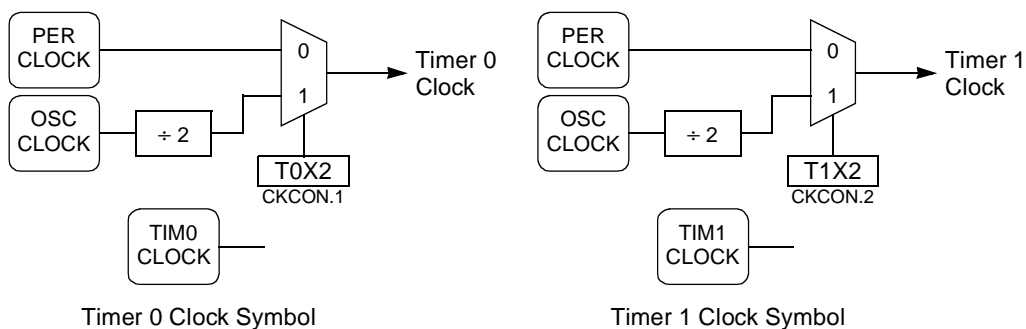 PER
CLOCK
0
Timer 0
Clock
1
OSC
CLOCK
÷ 2
T0X2
CKCON.1
TIM0
CLOCK
Timer 0 Clock Symbol
PER
CLOCK
0
Timer 1
Clock
1
OSC
CLOCK
÷ 2
T1X2
CKCON.2
TIM1
CLOCK
Timer 1 Clock Symbol